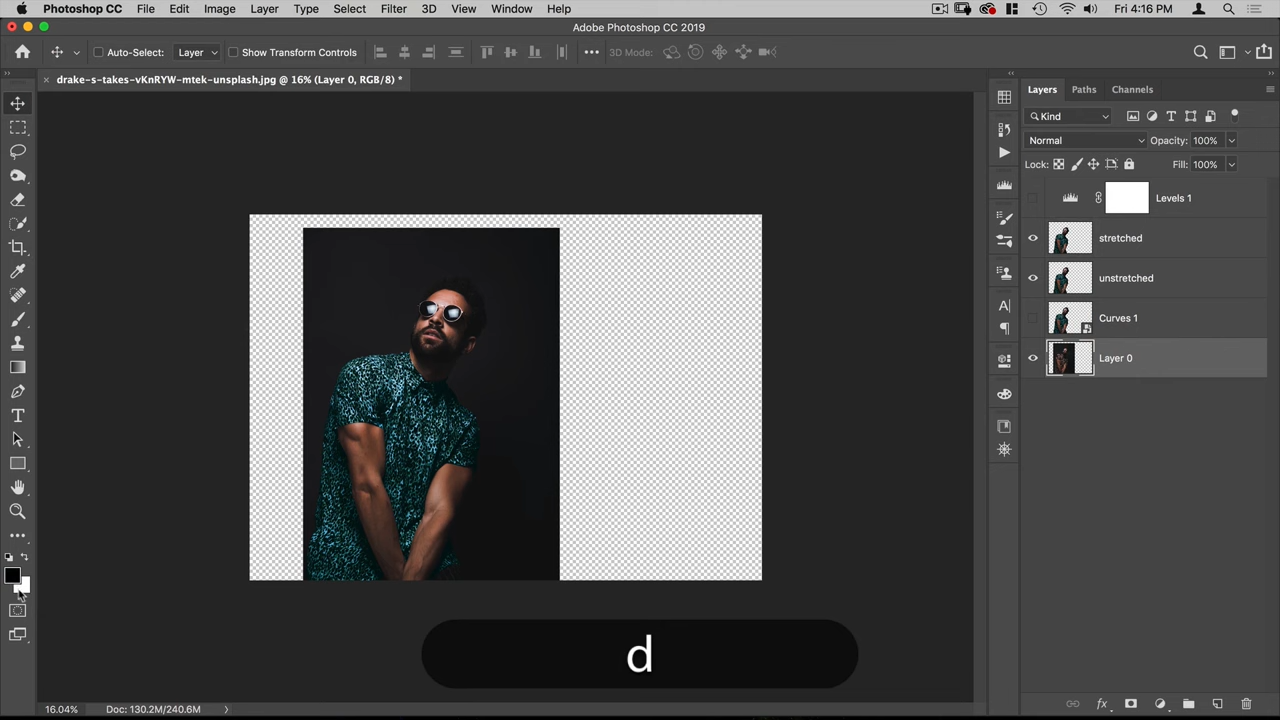 Photoshop CC File Edit Image Layer Type Select Filter 3D View Window Help Fri 4:16 PM
Adobe Photoshop CC 2019
Auto-Select: Layer Show Transform Controls 3D Mode:
drake-s-takes-vKnRYW-mtek-unsplash.jpg @ 16% (Layer 0, RGB/8) *
Layers Paths Channels
Kind
Normal Opacity: 100%
Lock: Fill: 100%
Levels 1
stretched
unstretched
Curves 1
Layer 0
d
16.04% Doc: 130.2M/240.6M